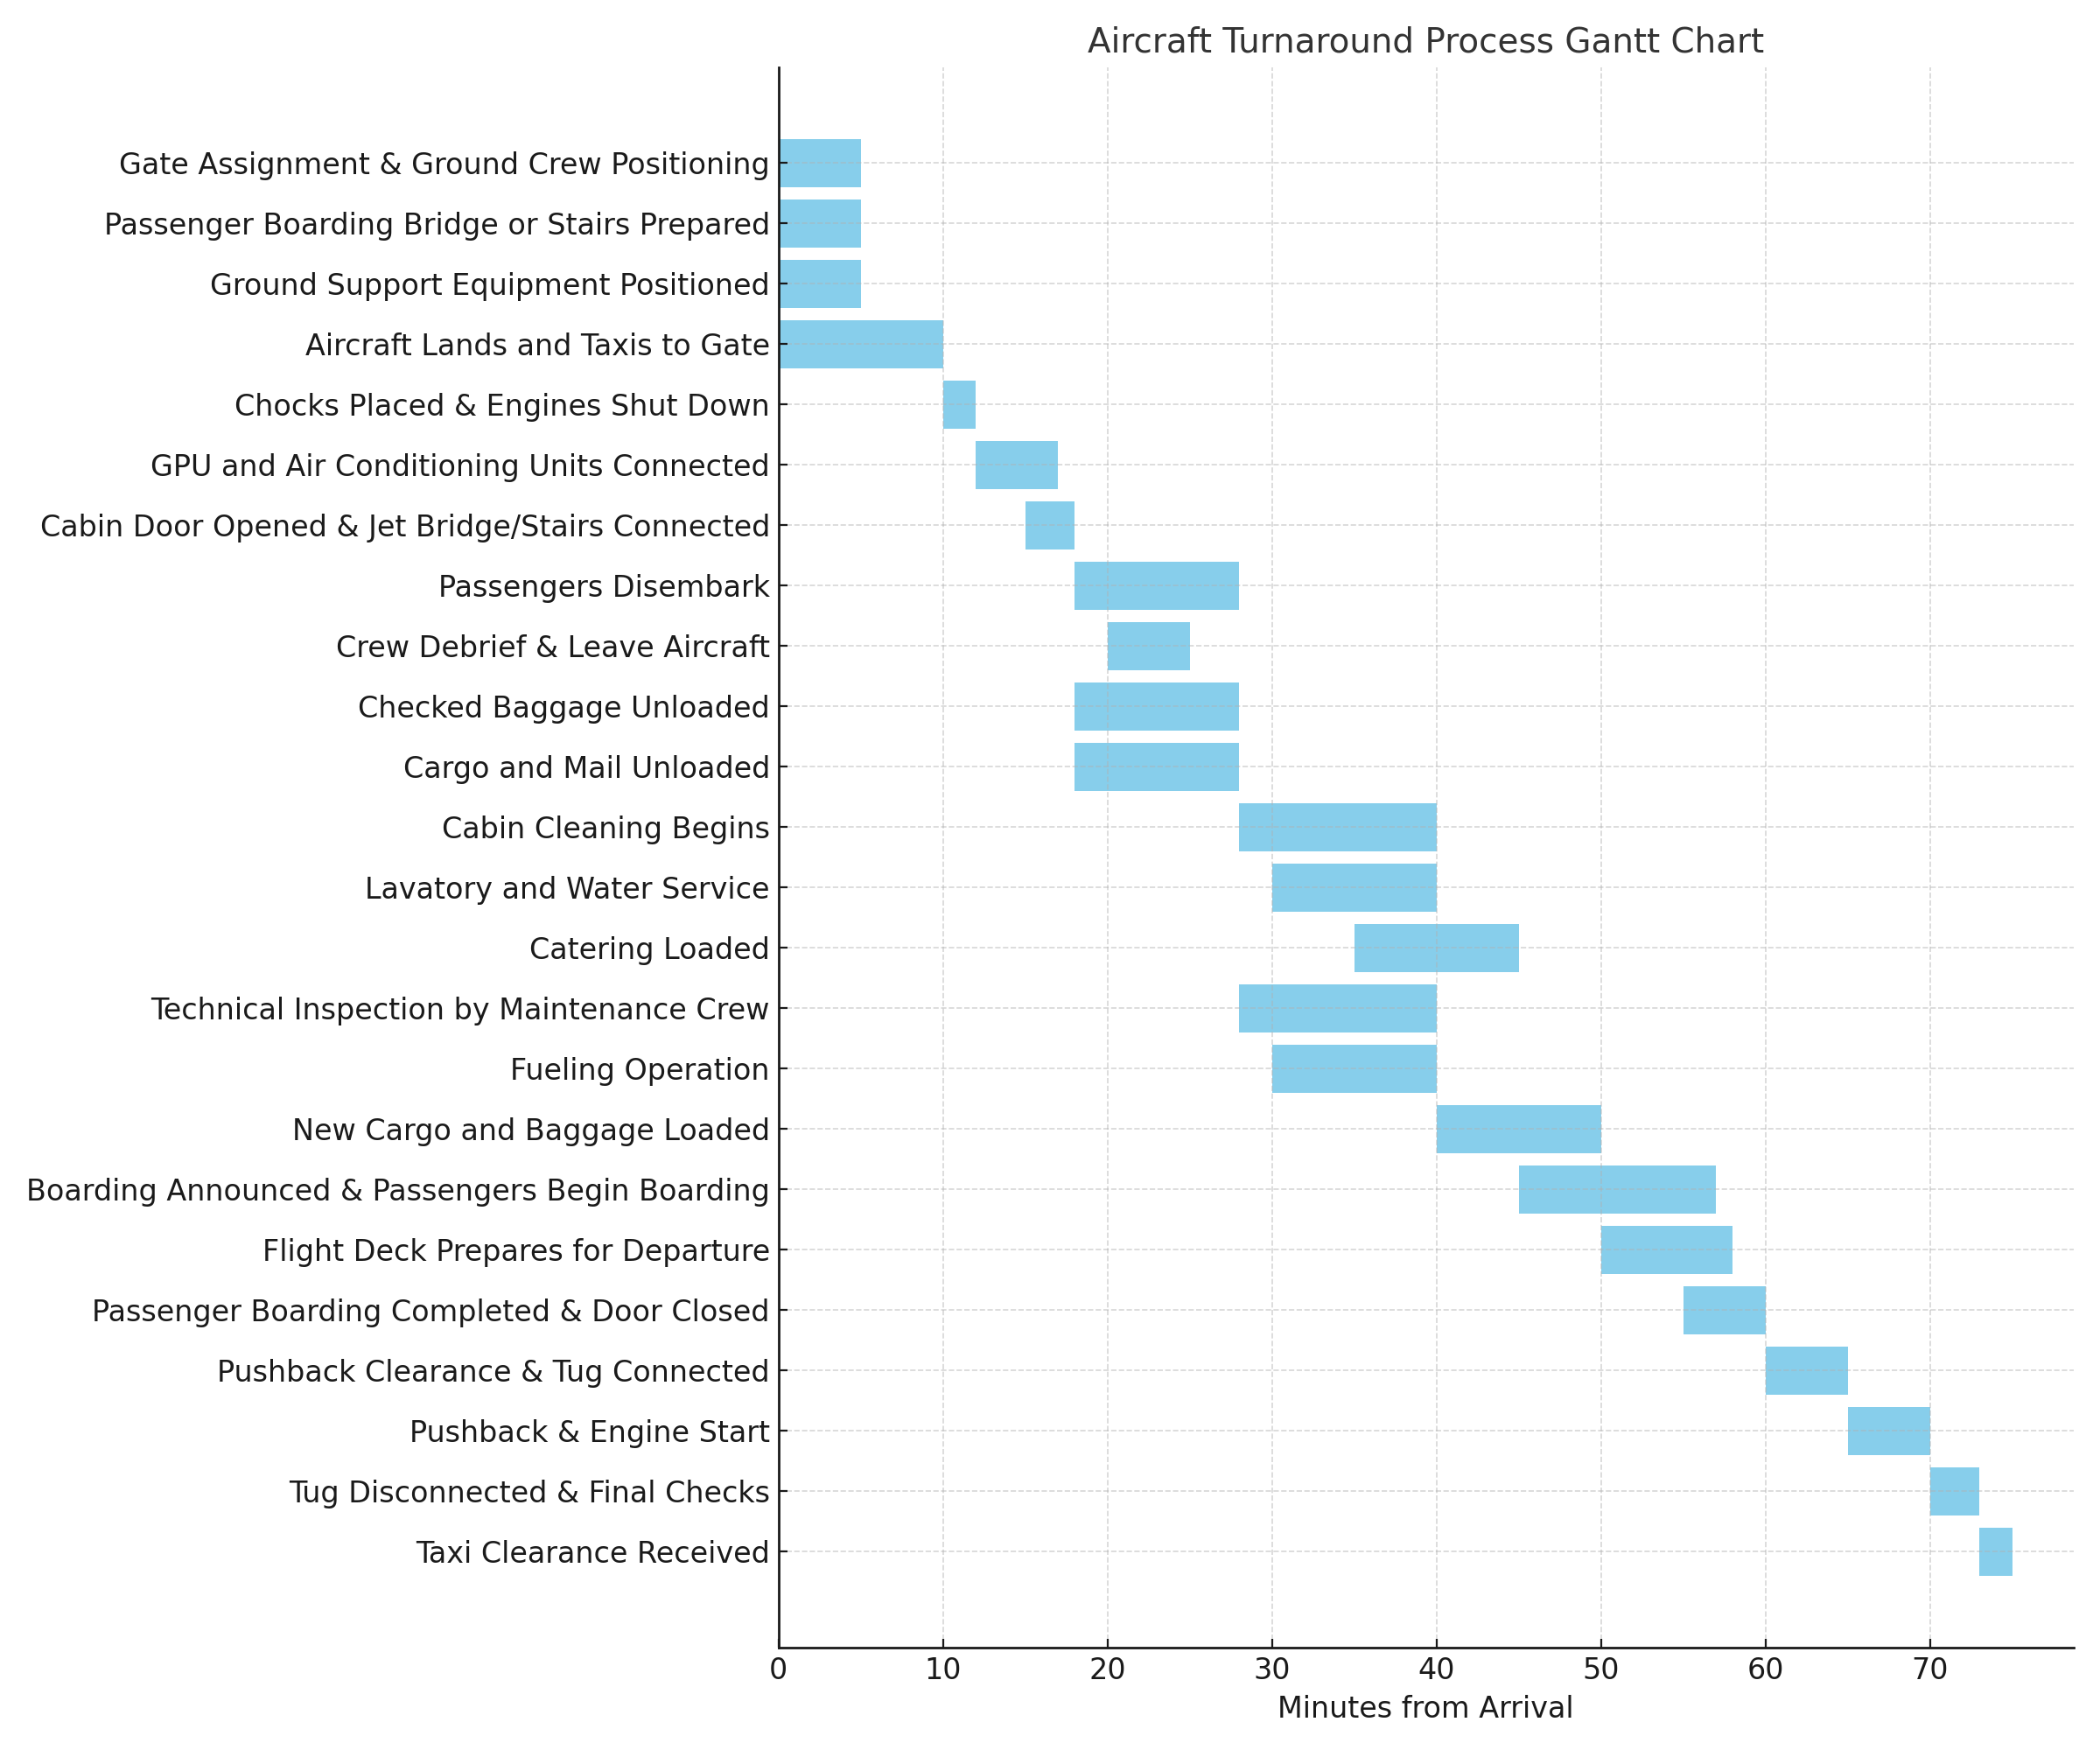 Aircraft Turnaround Process Gantt Chart
Gate Assignment & Ground Crew Positioning
Passenger Boarding Bridge or Stairs Prepared
Ground Support Equipment Positioned
Aircraft Lands and Taxis to Gate
Chocks Placed & Engines Shut Down
GPU and Air Conditioning Units Connected
Cabin Door Opened & Jet Bridge/Stairs Connected
Passengers Disembark
Crew Debrief & Leave Aircraft
Checked Baggage Unloaded
Cargo and Mail Unloaded
Cabin Cleaning Begins
Lavatory and Water Service
Catering Loaded
Technical Inspection by Maintenance Crew
Fueling Operation
New Cargo and Baggage Loaded
Boarding Announced & Passengers Begin Boarding
Flight Deck Prepares for Departure
Passenger Boarding Completed & Door Closed
Pushback Clearance & Tug Connected
Pushback & Engine Start
Tug Disconnected & Final Checks
Taxi Clearance Received
0 10 20 30 40 50 60 70
Minutes from Arrival